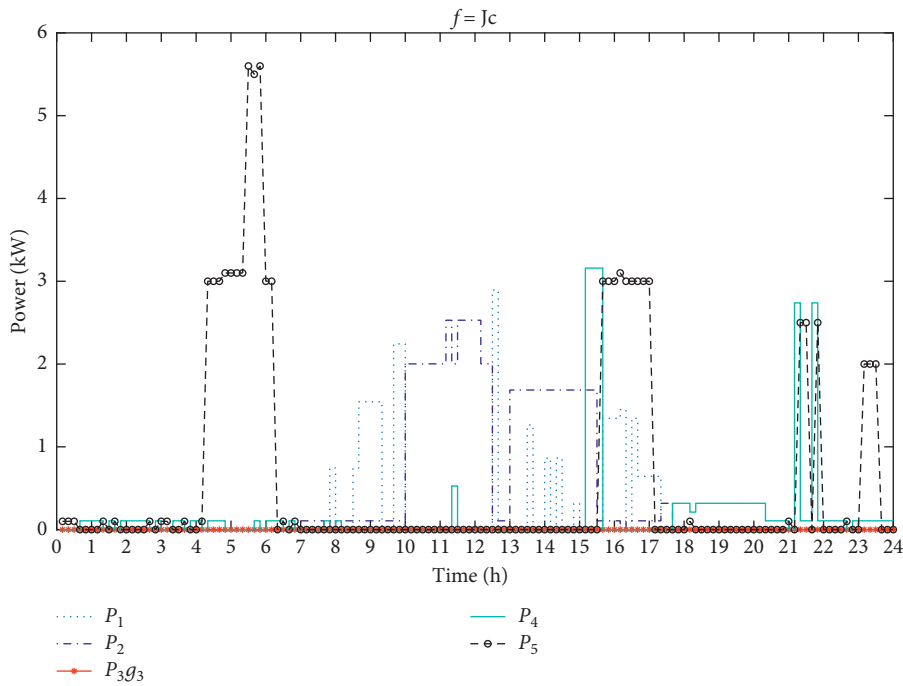 f = Jc
6
5
4
3
2
1
0
Power (kW)
0 1 2 3 4 5 6 7 8 9 10 11 12 13 14 15 16 17 18 19 20 21 22 23 24
Time (h)
P1
P2
P3g3
P4
P5